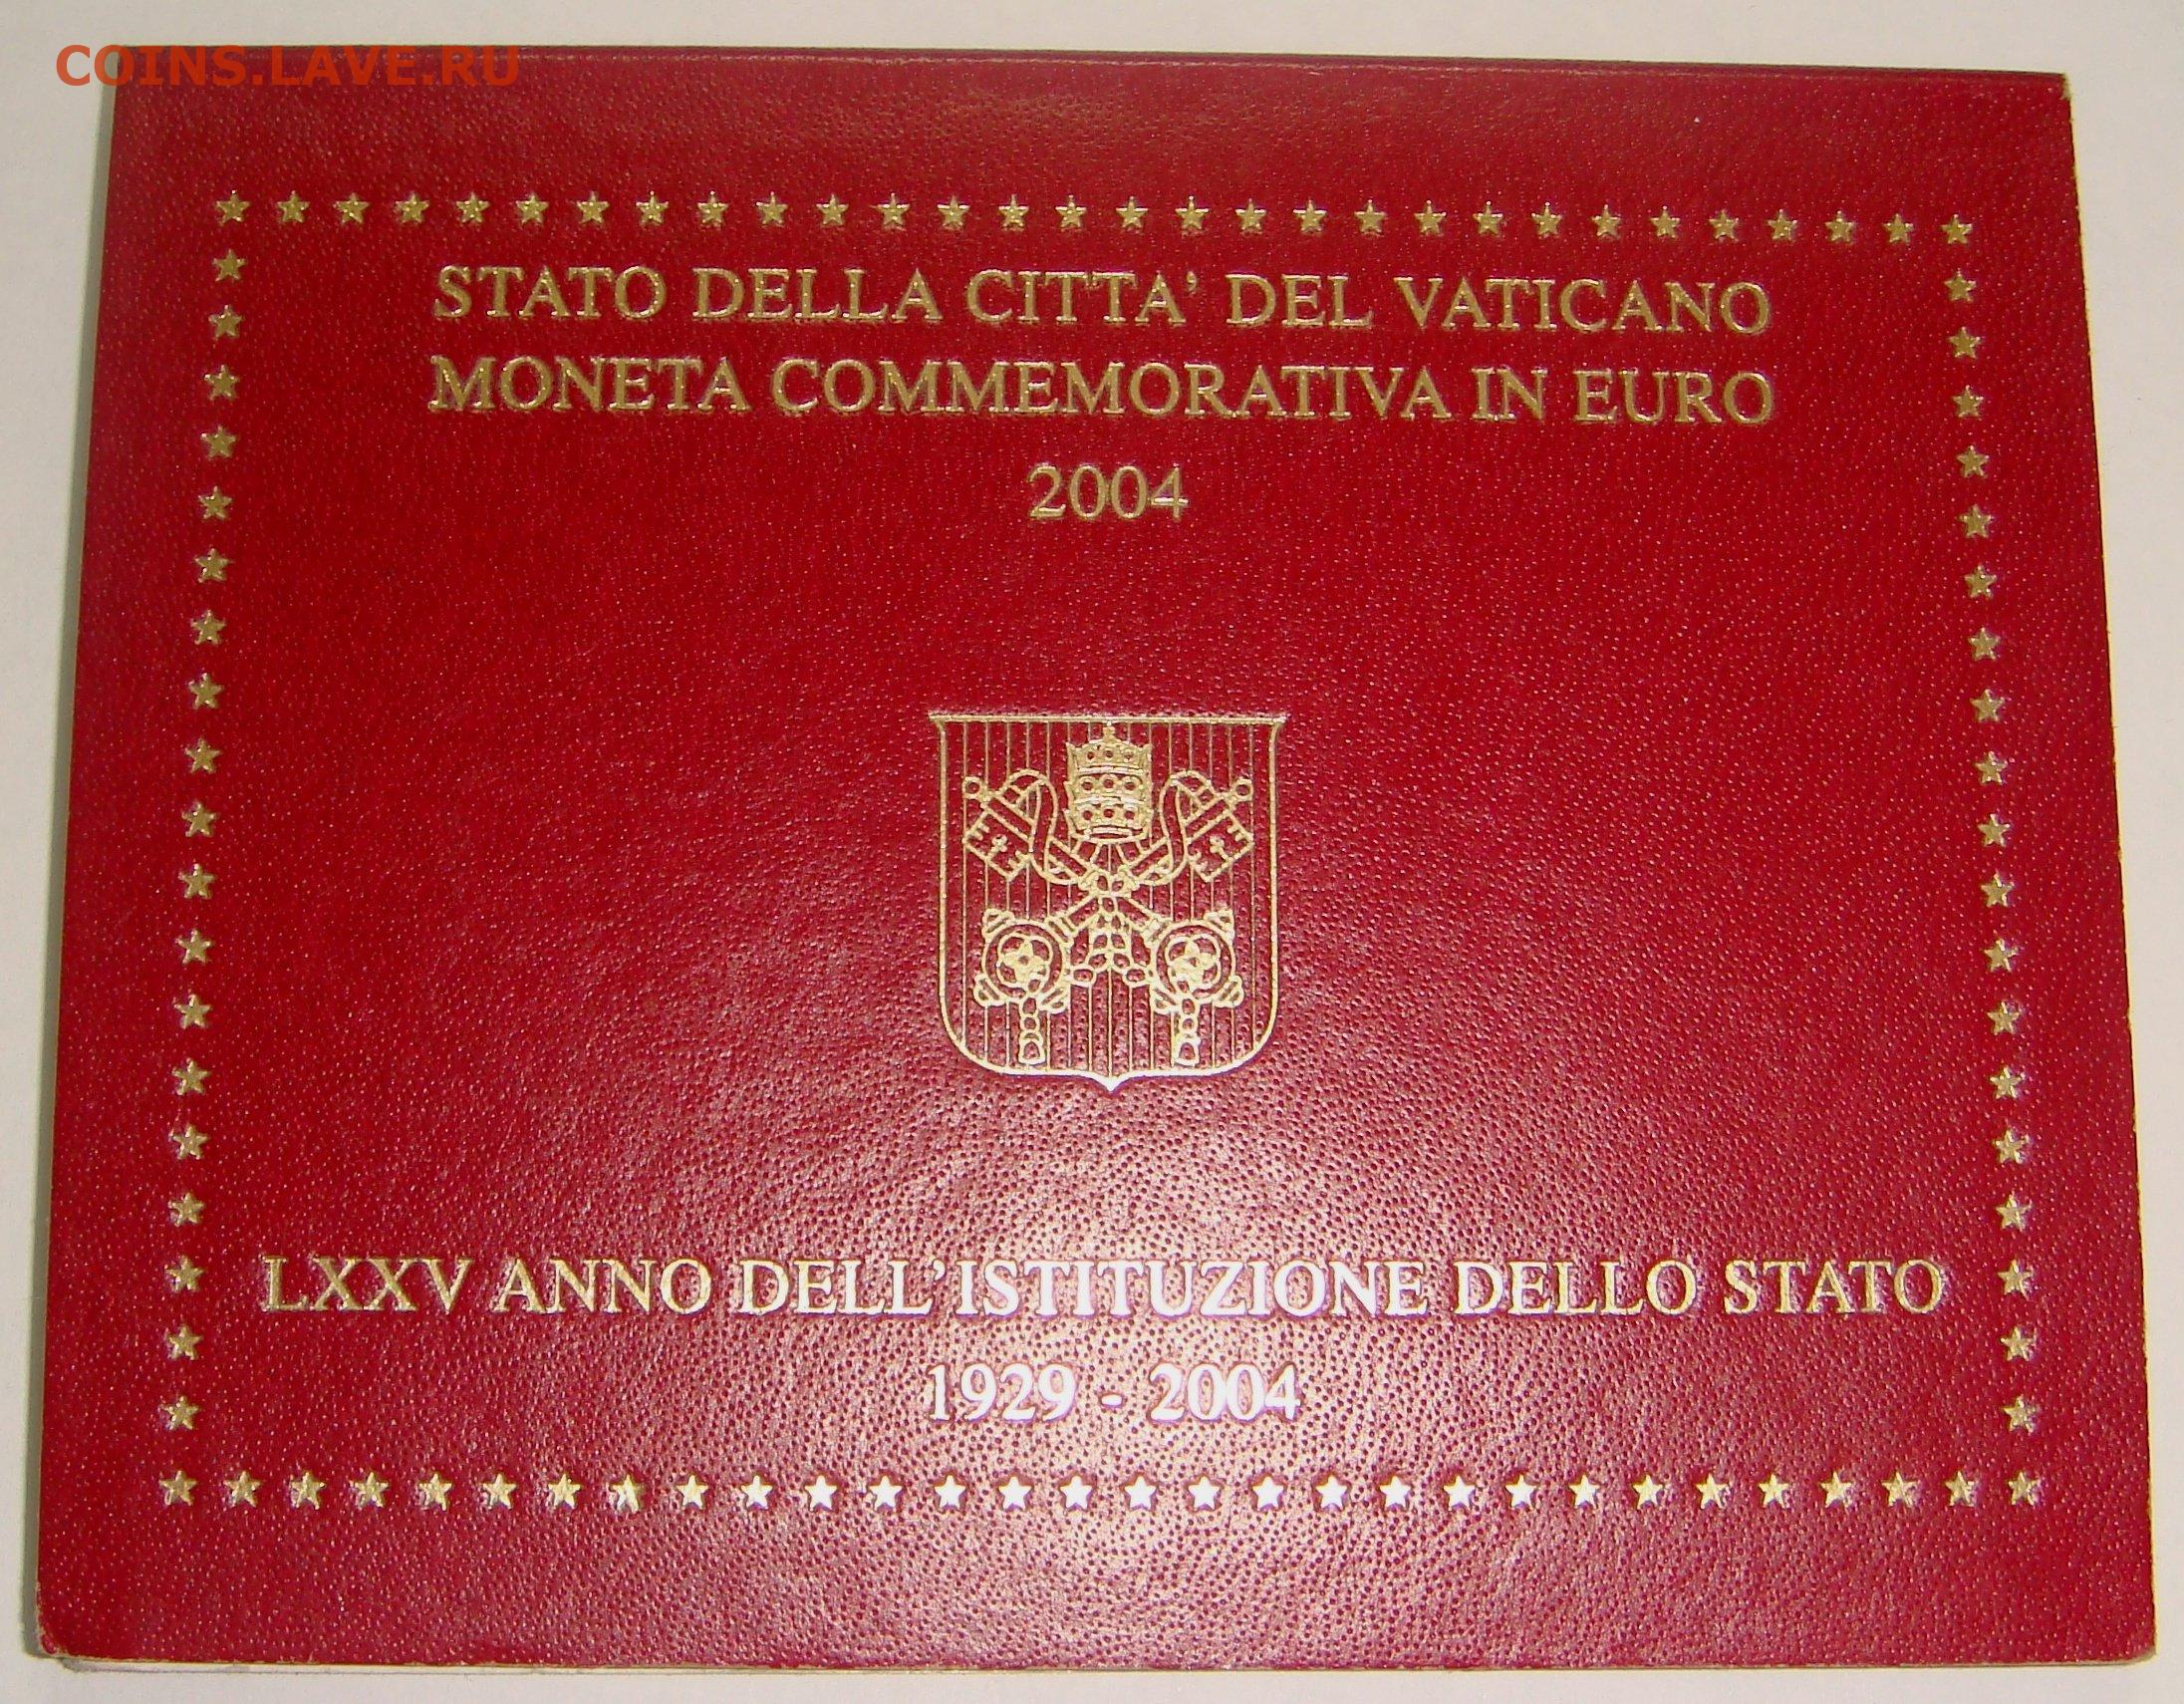 COINS.LAVE.RU
STATO DELLA CITTA' DEL VATICANO
MONETA COMMEMORATIVA IN EURO
2004
LXXV ANNO DELL'ISTITUZIONE DELLO STATO
1929 - 2004